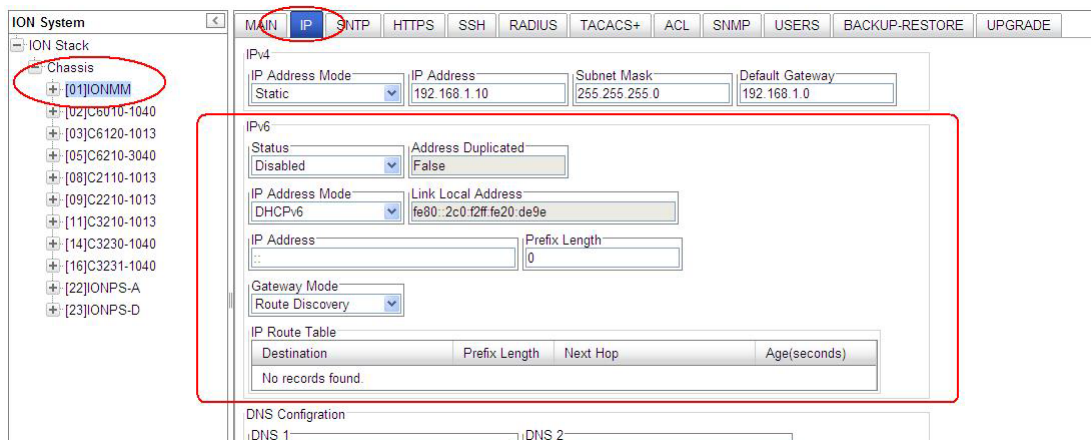 ION System <
ION Stack
Chassis
[01]IONMM
[02]C6010-1040
[03]C6120-1013
[05]C6210-3040
[08]C2110-1013
[09]C2210-1013
[11]C3210-1013
[14]C3230-1040
[16]C3231-1040
[22]IONPS-A
[23]IONPS-D
MAIN IP SNTP HTTPS SSH RADIUS TACACS+ ACL SNMP USERS BACKUP-RESTORE UPGRADE
IPv4
IP Address Mode IP Address Subnet Mask Default Gateway
Static 192.168.1.10 255.255.255.0 192.168.1.0
IPv6
Status Address Duplicated
Disabled False
IP Address Mode Link Local Address
DHCPv6 fe80::2c0:f2ff:fe20:de9e
IP Address Prefix Length
:: 0
Gateway Mode
Route Discovery
IP Route Table
Destination Prefix Length Next Hop Age(seconds)
No records found.
DNS Configration
DNS 1 DNS 2